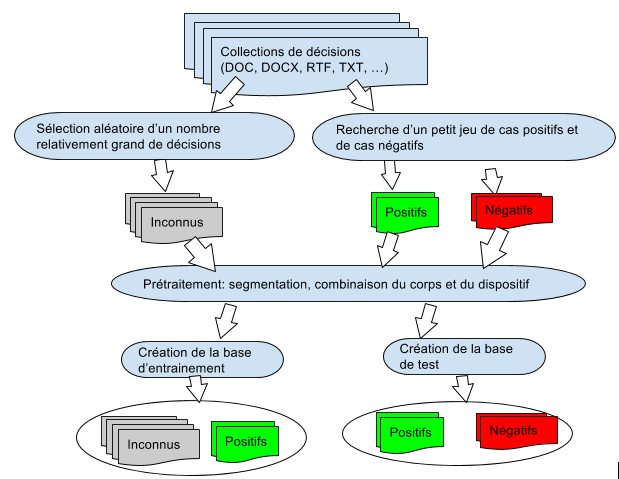 Collections de décisions
(DOC, DOCX, RTF, TXT, …)
Sélection aléatoire d’un nombre
relativement grand de décisions
Recherche d’un petit jeu de cas positifs et
de cas négatifs
Inconnus
Positifs
Négatifs
Prétraitement: segmentation, combinaison du corps et du dispositif
Création de la base
d’entrainement
Création de la base
de test
Inconnus
Positifs
Positifs
Négatifs